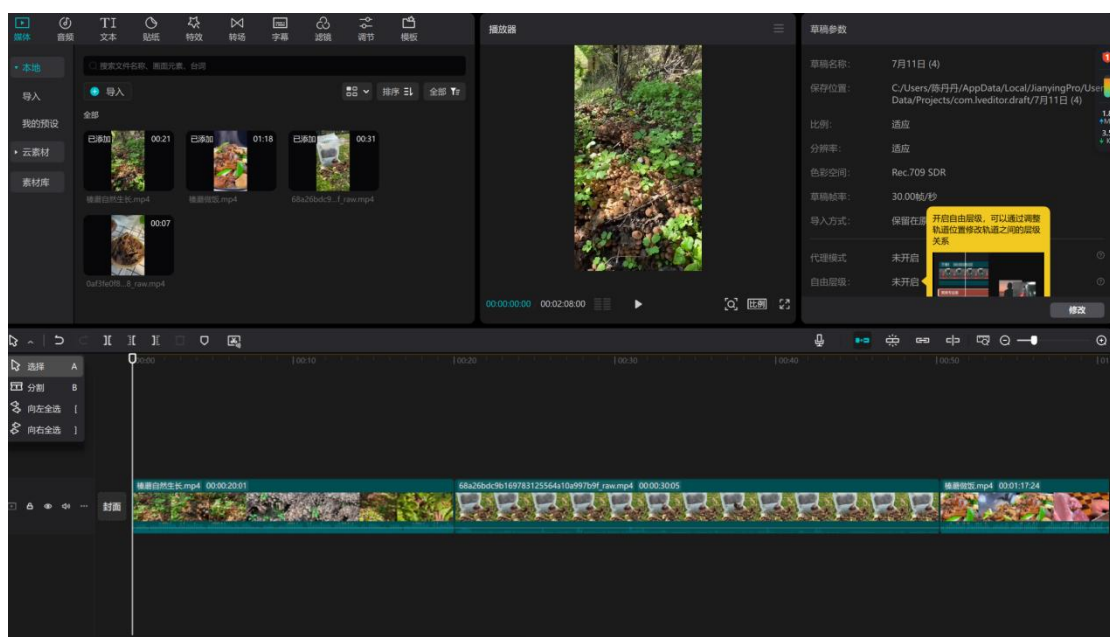 媒体 音频 文本 贴纸 特效 转场 字幕 滤镜 调节 模板
本地
导入
我的预设
云素材
素材库
搜索文件名称、画面元素、台词
导入
排序 全部
全部
已添加 00:21
已添加 01:18
已添加 00:31
榛蘑自然生长.mp4
榛蘑做饭.mp4
68a26bdc9...f_raw.mp4
00:07
0af3fe0f8...8_raw.mp4
播放器
00:00:00:00 00:02:08:00
比例
草稿参数
草稿名称: 7月11日 (4)
保存位置: C:/Users/陈丹丹/AppData/Local/JianyingPro/User
Data/Projects/com.lveditor.draft/7月11日 (4)
比例: 适应
分辨率: 适应
色彩空间: Rec.709 SDR
草稿帧率: 30.00帧/秒
导入方式: 保留在原
代理模式 未开启
自由层级: 未开启
开启自由层级,可以通过调整
轨道位置修改轨道之间的层级
关系
修改
选择 A
分割 B
向左全选 [
向右全选 ]
00:00 00:10 00:20 00:30 00:40 00:50
榛蘑自然生长.mp4 00:00:20:01
68a26bdc9b169783125564a10a997b9f_raw.mp4 00:00:30:05
榛蘑做饭.mp4 00:01:17:24
封面